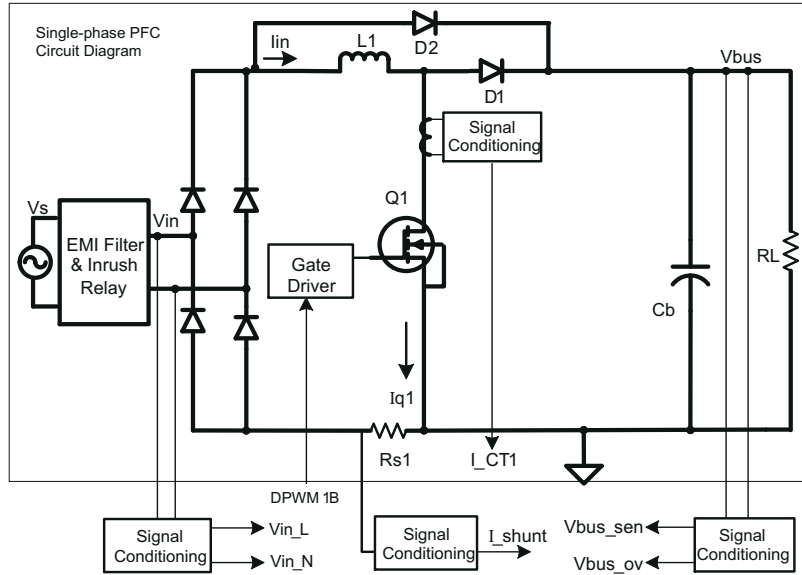 Single-phase PFC
Circuit Diagram
Iin
L1
D2
D1
Vbus
Signal
Conditioning
Q1
Vs
Vin
EMI Filter
& Inrush
Relay
Gate
Driver
RL
Cb
Iq1
Rs1
I_CT1
DPWM 1B
Signal
Conditioning
Vin_L
Vin_N
Signal
Conditioning
I_shunt
Vbus_sen
Vbus_ov
Signal
Conditioning